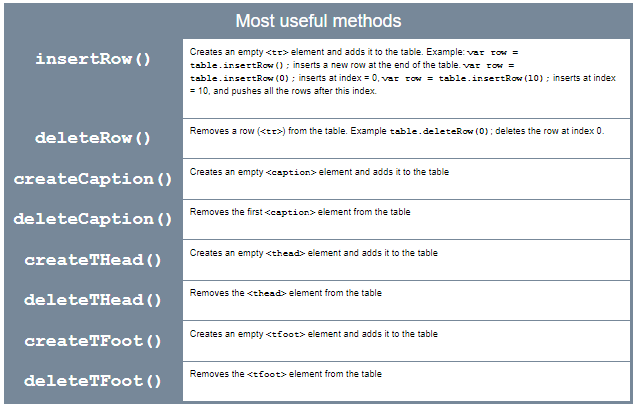 Most useful methods
insertRow()
Creates an empty <tr> element and adds it to the table. Example: var row =
table.insertRow(); inserts a new row at the end of the table. var row =
table.insertRow(0); inserts at index = 0, var row = table.insertRow(10); inserts at index
= 10, and pushes all the rows after this index.
deleteRow()
Removes a row (<tr>) from the table. Example table.deleteRow(0); deletes the row at index 0.
createCaption()
Creates an empty <caption> element and adds it to the table
deleteCaption()
Removes the first <caption> element from the table
createTHead()
Creates an empty <thead> element and adds it to the table
deleteTHead()
Removes the <thead> element from the table
createTFoot()
Creates an empty <tfoot> element and adds it to the table
deleteTFoot()
Removes the <tfoot> element from the table